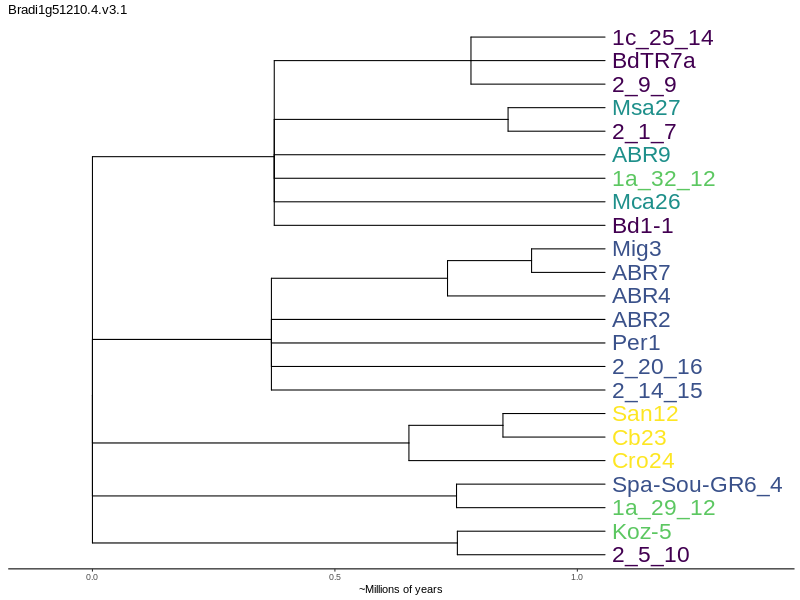 Bradi1g51210.4.v3.1
1c_25_14
BdTR7a
2_9_9
Msa27
2_1_7
ABR9
1a_32_12
Mca26
Bd1-1
Mig3
ABR7
ABR4
ABR2
Per1
2_20_16
2_14_15
San12
Cb23
Cro24
Spa-Sou-GR6_4
1a_29_12
Koz-5
2_5_10
0.0 0.5 1.0
~Millions of years